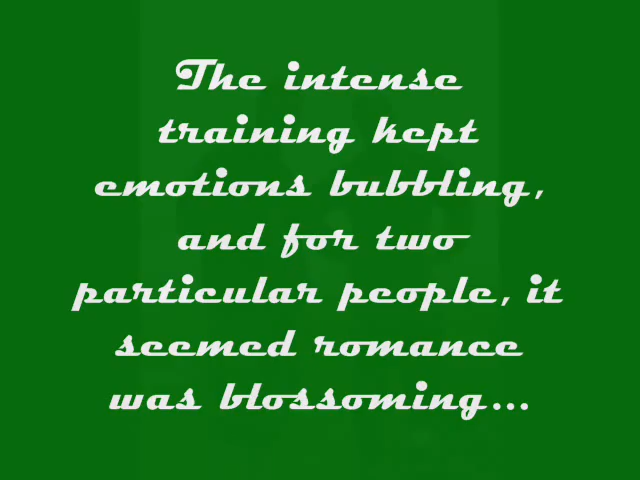 The intense
training kept
emotions bubbling,
and for two
particular people, it
seemed romance
was blossoming...